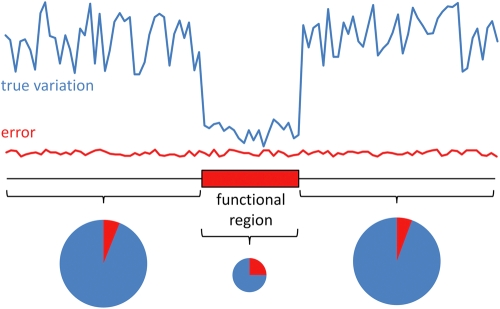 true variation
error
functional
region